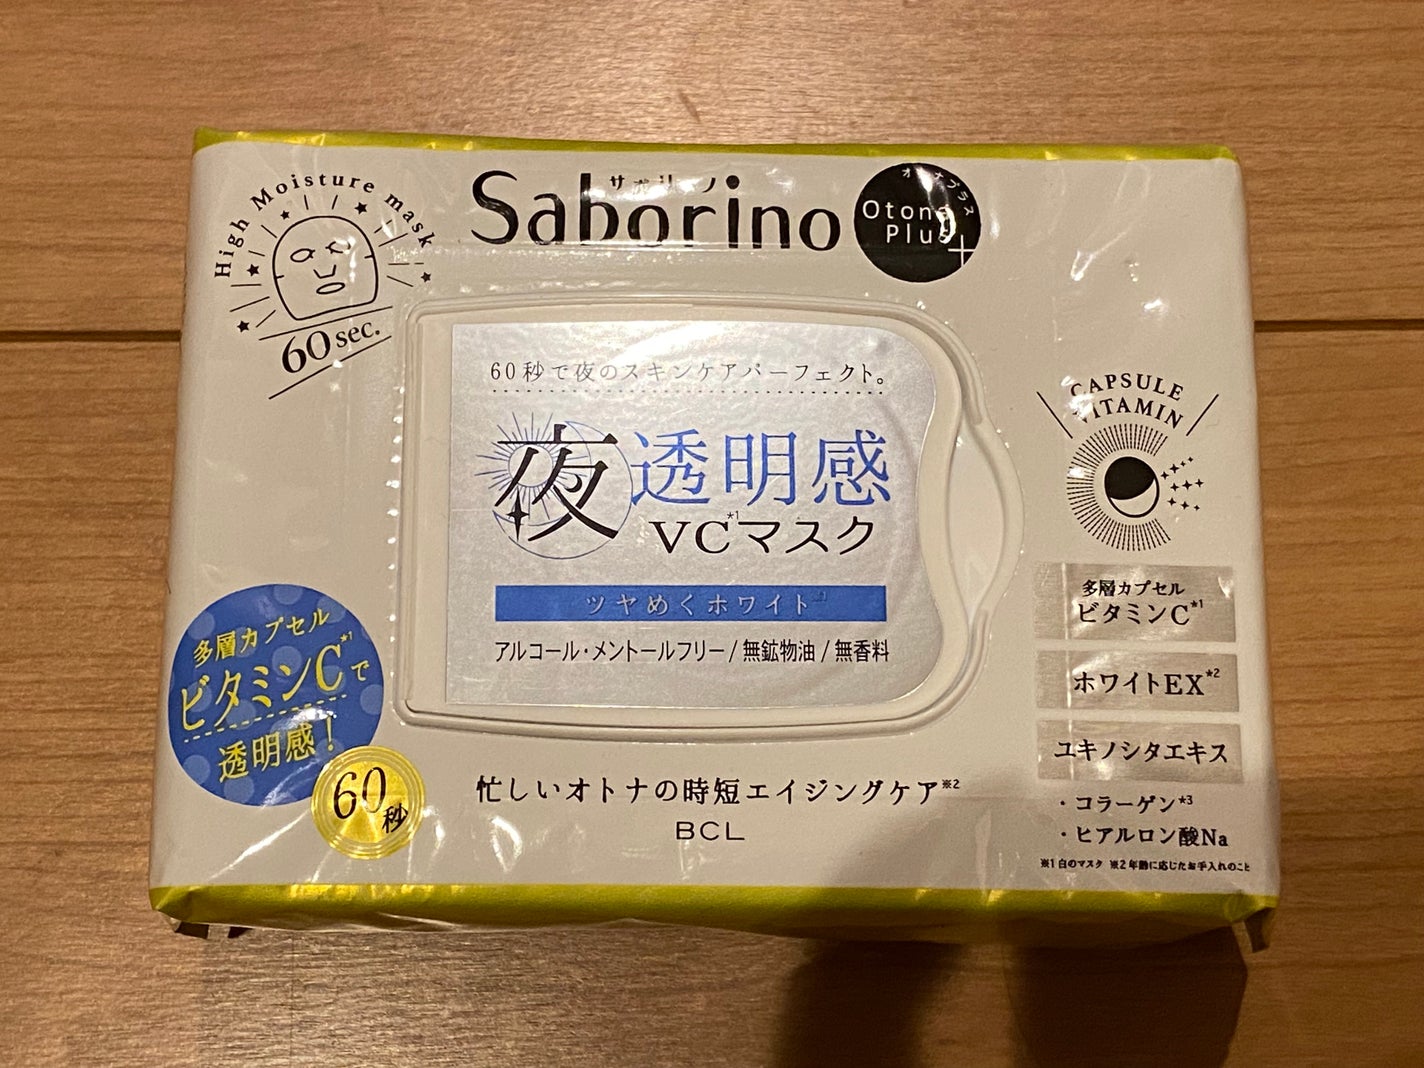 High Moisture mask
60 sec.
サボリーノ
Saborino
オトナプラス
Otona
Plus+
60秒で夜のスキンケアパーフェクト。
夜透明感
VC*1マスク
ツヤめくホワイト※1
アルコール・メントールフリー / 無鉱物油 / 無香料
CAPSULE
VITAMIN
多層カプセル
ビタミンC*1
ホワイトEX*2
ユキノシタエキス
・コラーゲン*3
・ヒアルロン酸Na
※1 白のマスク ※2 年齢に応じたお手入れのこと
多層カプセル
ビタミンC*1で
透明感!
60秒
忙しいオトナの時短エイジングケア※2
BCL